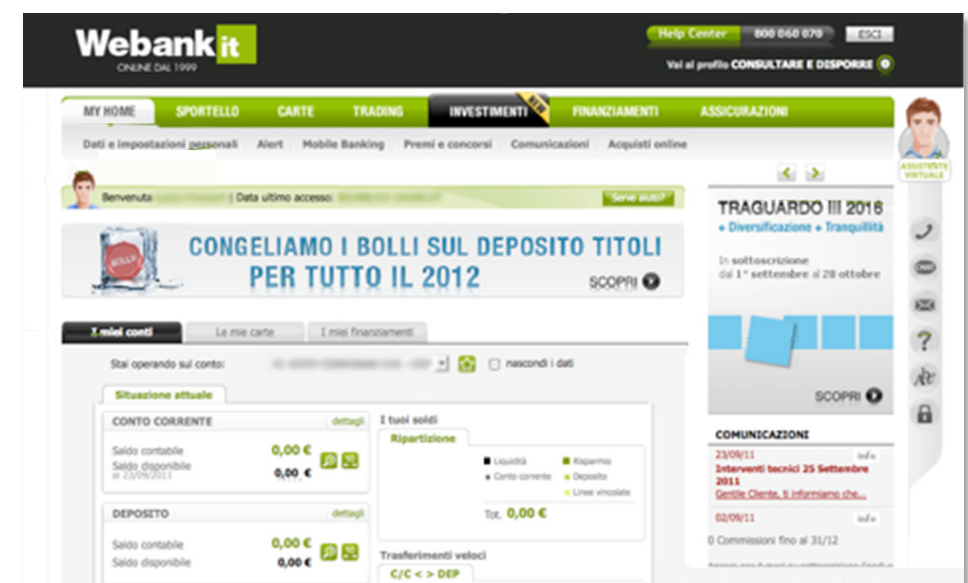 Webank it
ONLINE DAL 1999
Help Center 800 060 070 ESCI
Vai al profilo CONSULTARE E DISPORRE
MY HOME SPORTELLO CARTE TRADING INVESTIMENTI NEW FINANZIAMENTI ASSICURAZIONI
Dati e impostazioni personali Alert Mobile Banking Premi e concorsi Comunicazioni Acquisti online
ASSISTENTE
VIRTUALE
Benvenuta | Data ultimo accesso: Serve aiuto?
BOLLI
CONGELIAMO I BOLLI SUL DEPOSITO TITOLI
PER TUTTO IL 2012 SCOPRI
TRAGUARDO III 2016
+ Diversificazione + Tranquillità
In sottoscrizione
dal 1° settembre al 28 ottobre
SCOPRI
I miei conti Le mie carte I miei finanziamenti
Stai operando sul conto: nascondi i dati
Situazione attuale
CONTO CORRENTE dettagli
Saldo contabile 0,00 €
Saldo disponibile 0,00 €
al 23/09/2011
DEPOSITO dettagli
Saldo contabile 0,00 €
Saldo disponibile 0,00 €
I tuoi soldi
Ripartizione
Liquidità Risparmio
Conto corrente Deposito
Linee vincolate
Tot. 0,00 €
Trasferimenti veloci
C/C < > DEP
COMUNICAZIONI
23/09/11 info
Interventi tecnici 25 Settembre
2011
Gentile Cliente, ti informiamo che...
02/09/11 info
0 Commissioni fino al 31/12